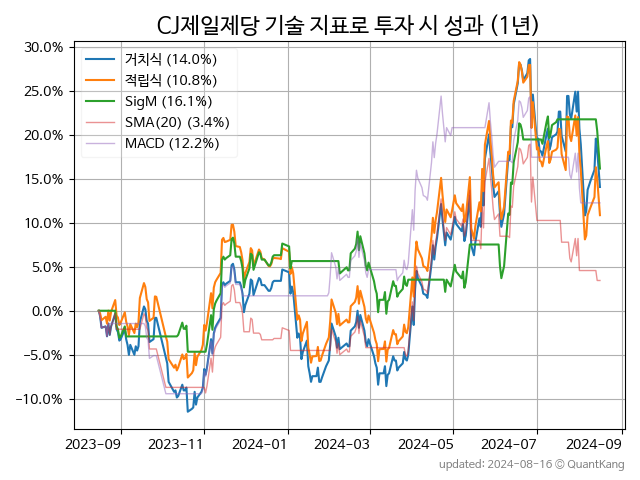 CJ제일제당 기술 지표로 투자 시 성과 (1년)
30.0%
25.0%
20.0%
15.0%
10.0%
5.0%
0.0%
−5.0%
−10.0%
거치식 (14.0%)
적립식 (10.8%)
SigM (16.1%)
SMA(20) (3.4%)
MACD (12.2%)
2023-09 2023-11 2024-01 2024-03 2024-05 2024-07 2024-09
updated: 2024-08-16 © QuantKang